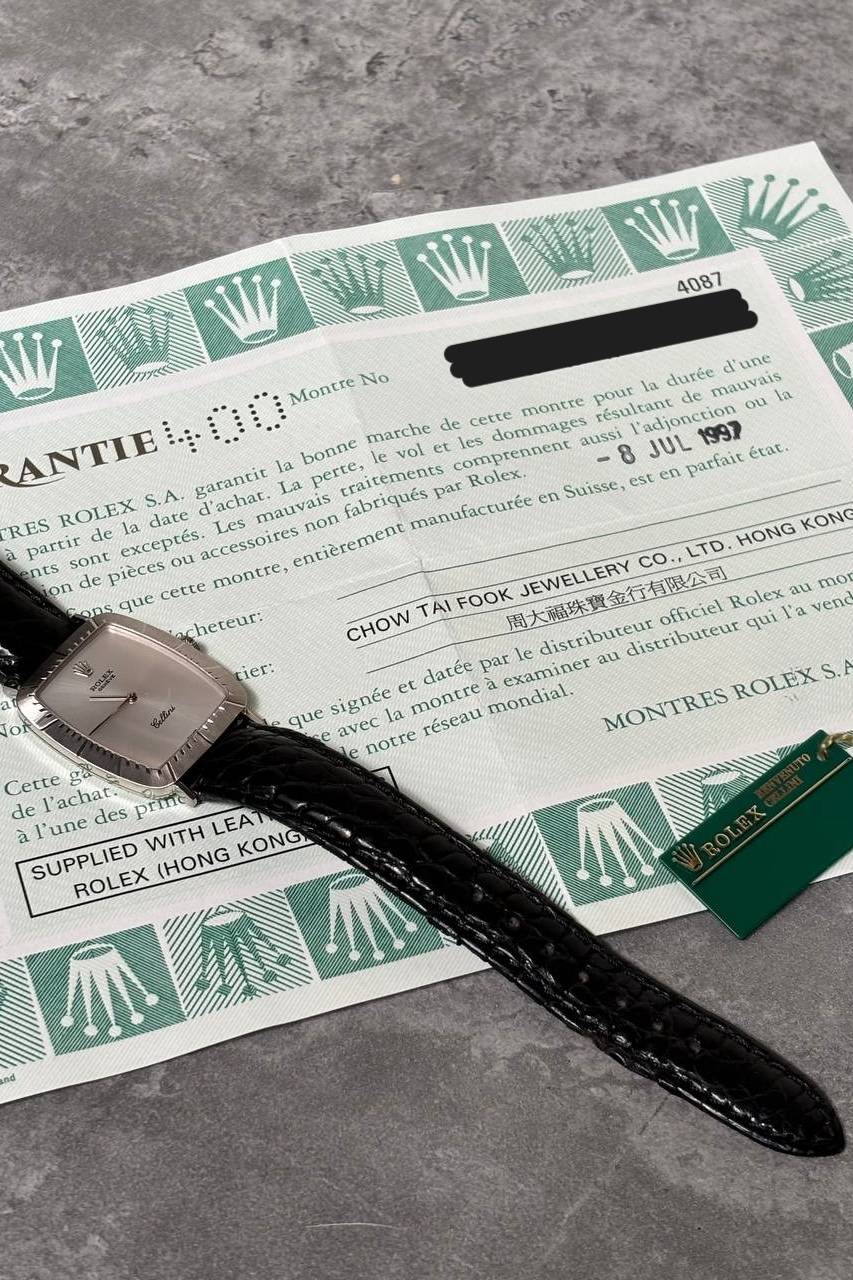 4087
Montre No
RANTIE 400
TRES ROLEX S.A. garantit la bonne marche de cette montre pour la durée d'une
à partir de la date d'achat. La perte, le vol et les dommages résultant de mauvais
ents sont exceptés. Les mauvais traitements comprennent aussi l'adjonction ou la
ion de pièces ou accessoires non fabriqués par Rolex.
- 8 JUL 1997
ons que cette montre, entièrement manufacturée en Suisse, est en parfait état.
acheteur:
CHOW TAI FOOK JEWELLERY CO., LTD. HONG KONG
周大福珠寶金行有限公司
tier:
que signée et datée par le distributeur officiel Rolex au mo
Cette ga
e avec la montre à examiner au distributeur qui l'a vend
de l'achat.
de notre réseau mondial.
à l'une des prin
MONTRES ROLEX S.A.
SUPPLIED WITH LEAT
ROLEX (HONG KONG
and
ROLEX
GENEVE
Cellini
ROLEX
BENVENUTO
CELLINI